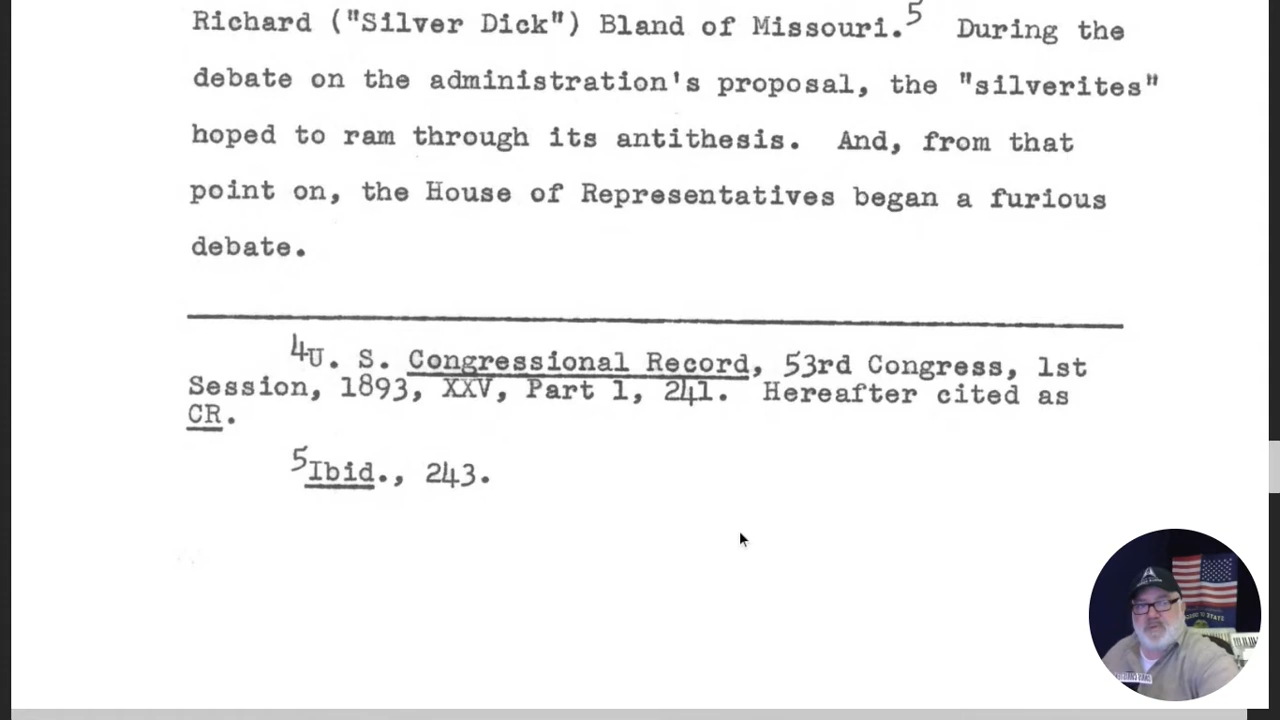 Richard ("Silver Dick") Bland of Missouri.5 During the
debate on the administration's proposal, the "silverites"
hoped to ram through its antithesis. And, from that
point on, the House of Representatives began a furious
debate.
4U. S. Congressional Record, 53rd Congress, 1st
Session, 1893, XXV, Part 1, 241. Hereafter cited as
CR.
5Ibid., 243.